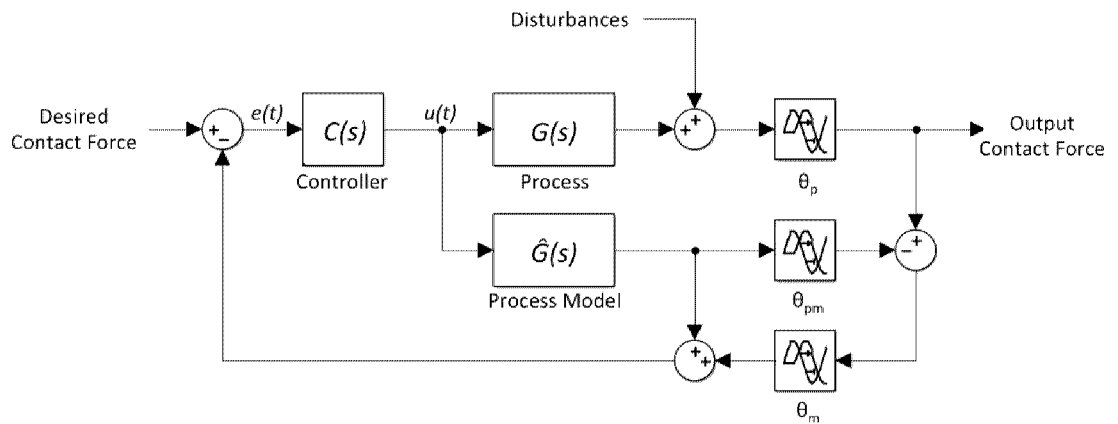 Disturbances
Desired
Contact Force
+
−
e(t)
C(s)
Controller
u(t)
G(s)
Process
+
+
θp
Output
Contact Force
Ĝ(s)
Process Model
θpm
−
+
+
+
θm